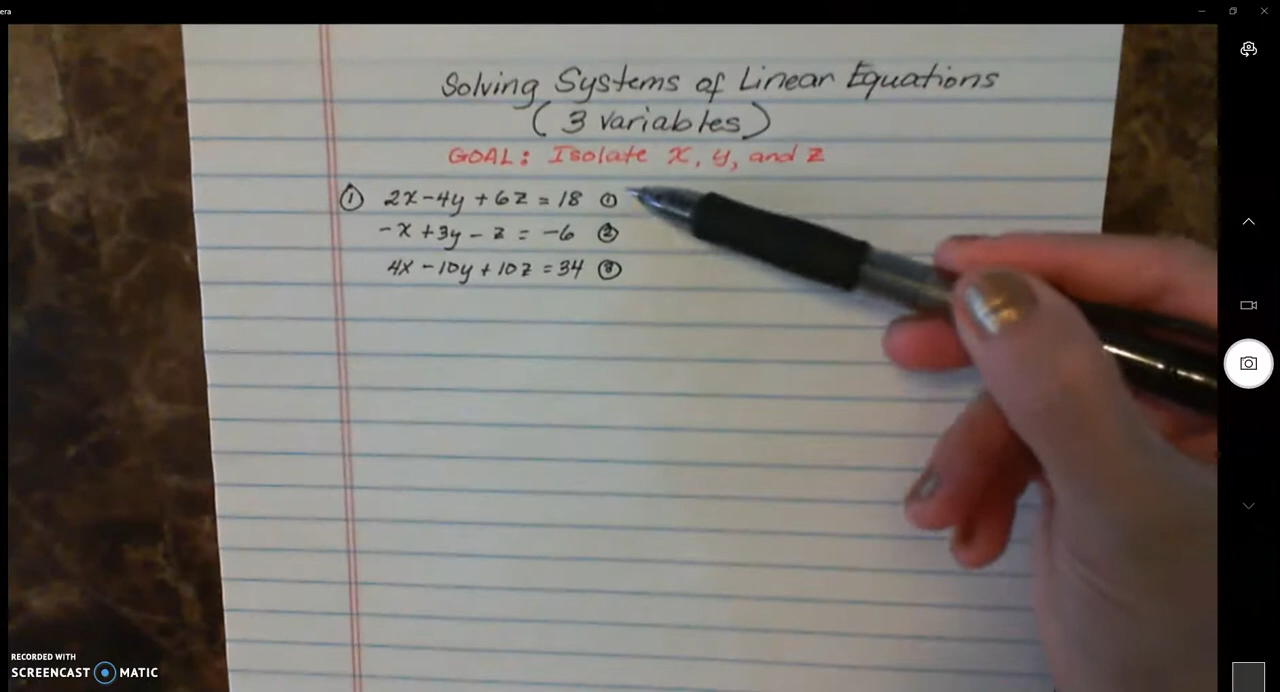 era
Solving Systems of Linear Equations
(3 variables)
GOAL: Isolate x, y, and z
① 2x - 4y + 6z = 18 ①
-x + 3y - z = -6 ②
4x - 10y + 10z = 34 ③
RECORDED WITH
SCREENCAST MATIC